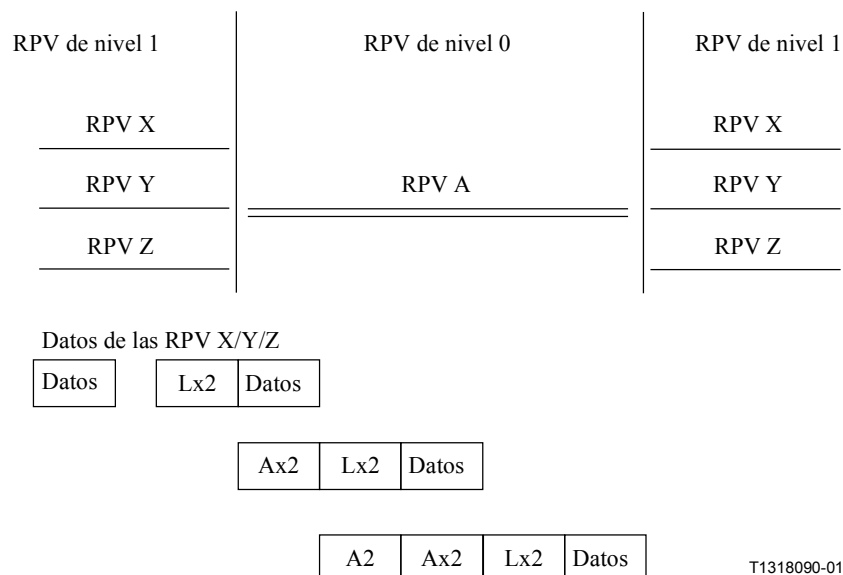 RPV de nivel 1 RPV de nivel 0 RPV de nivel 1
RPV X RPV X
RPV Y RPV A RPV Y
RPV Z RPV Z
Datos de las RPV X/Y/Z
Datos Lx2 Datos
Ax2 Lx2 Datos
A2 Ax2 Lx2 Datos
T1318090-01